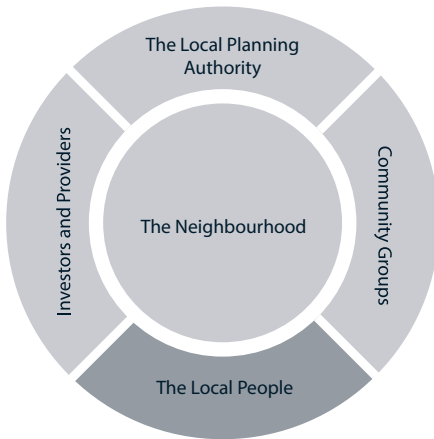 The Local Planning
Authority
Investors and Providers
The Neighbourhood
Community Groups
The Local People